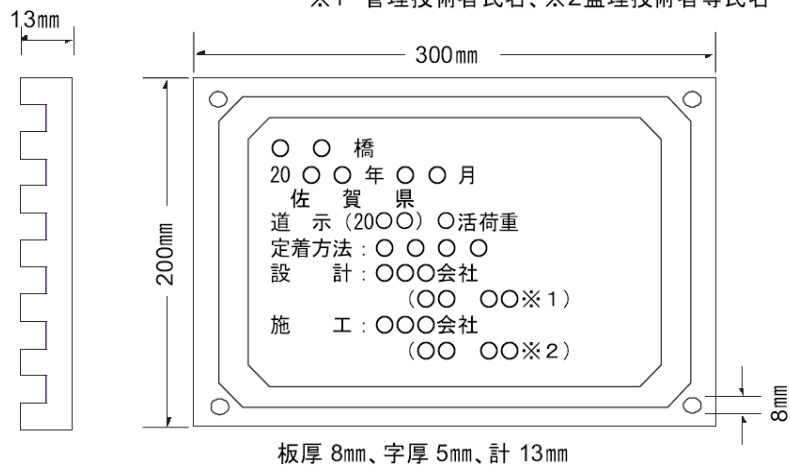 ※1 管理技術者氏名、※2監理技術者等氏名
13mm
300mm
200mm
○ ○ 橋
20 ○ ○ 年 ○ ○ 月
佐 賀 県
道 示 (20○○) ○活荷重
定着方法:○ ○ ○ ○
設 計:○○○会社
(○○ ○○※1)
施 工:○○○会社
(○○ ○○※2)
8mm
板厚 8mm、字厚 5mm、計 13mm